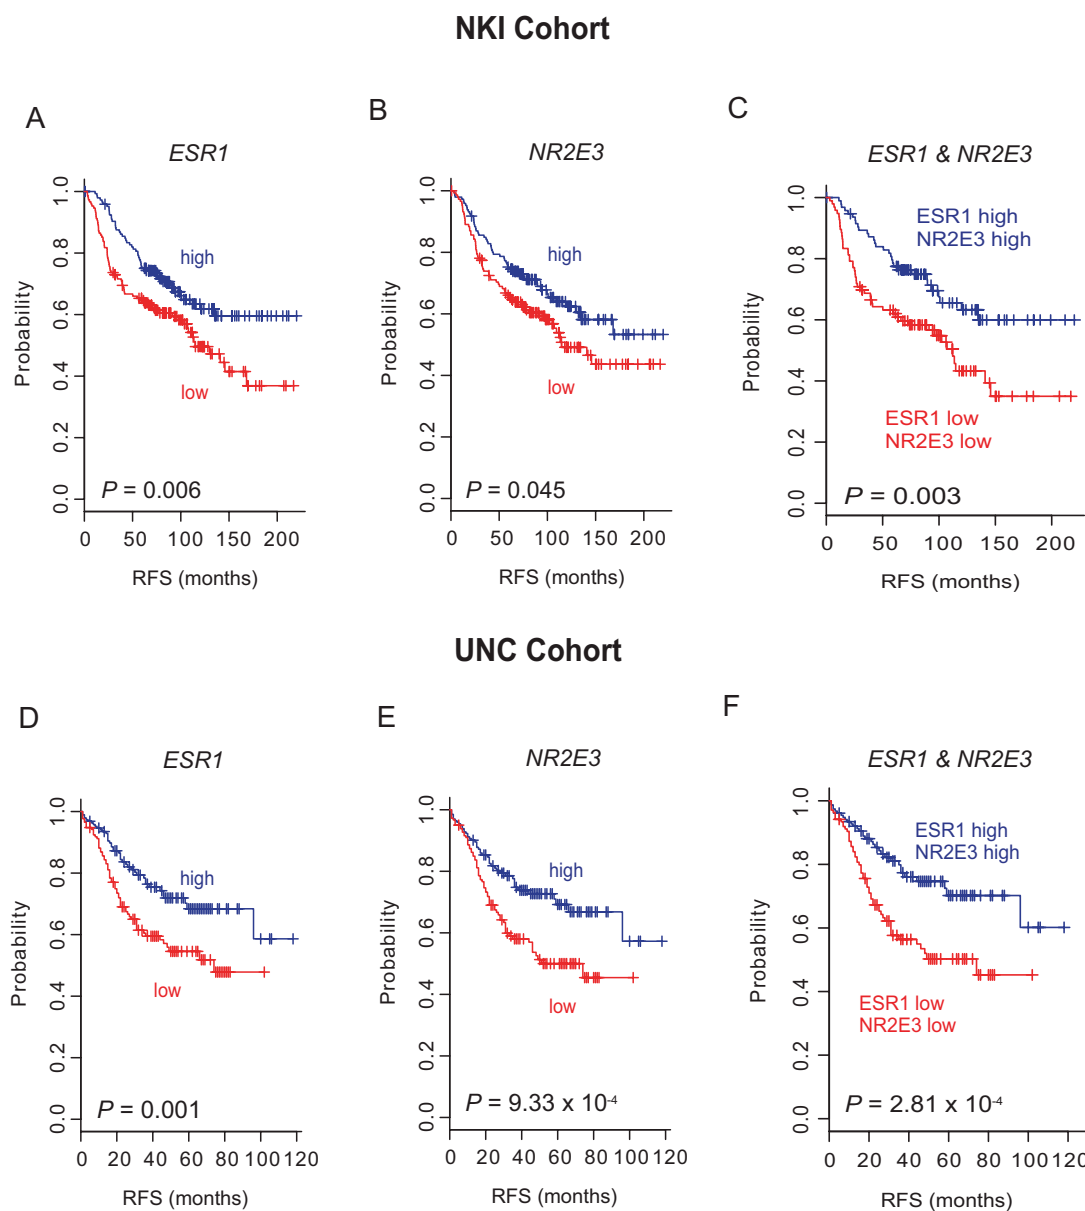 NKI Cohort
A
ESR1
Probability
1.0
0.8
0.6
0.4
0.2
0.0
high
low
P = 0.006
0 50 100 150 200
RFS (months)
B
NR2E3
Probability
1.0
0.8
0.6
0.4
0.2
0.0
high
low
P = 0.045
0 50 100 150 200
RFS (months)
C
ESR1 & NR2E3
Probability
1.0
0.8
0.6
0.4
0.2
0.0
ESR1 high
NR2E3 high
ESR1 low
NR2E3 low
P = 0.003
0 50 100 150 200
RFS (months)
UNC Cohort
D
ESR1
Probability
1.0
0.8
0.6
0.4
0.2
0.0
high
low
P = 0.001
0 20 40 60 80 100 120
RFS (months)
E
NR2E3
Probability
1.0
0.8
0.6
0.4
0.2
0.0
high
low
P = 9.33 x 10-4
0 20 40 60 80 100 120
RFS (months)
F
ESR1 & NR2E3
Probability
1.0
0.8
0.6
0.4
0.2
0.0
ESR1 high
NR2E3 high
ESR1 low
NR2E3 low
P = 2.81 x 10-4
0 20 40 60 80 100 120
RFS (months)